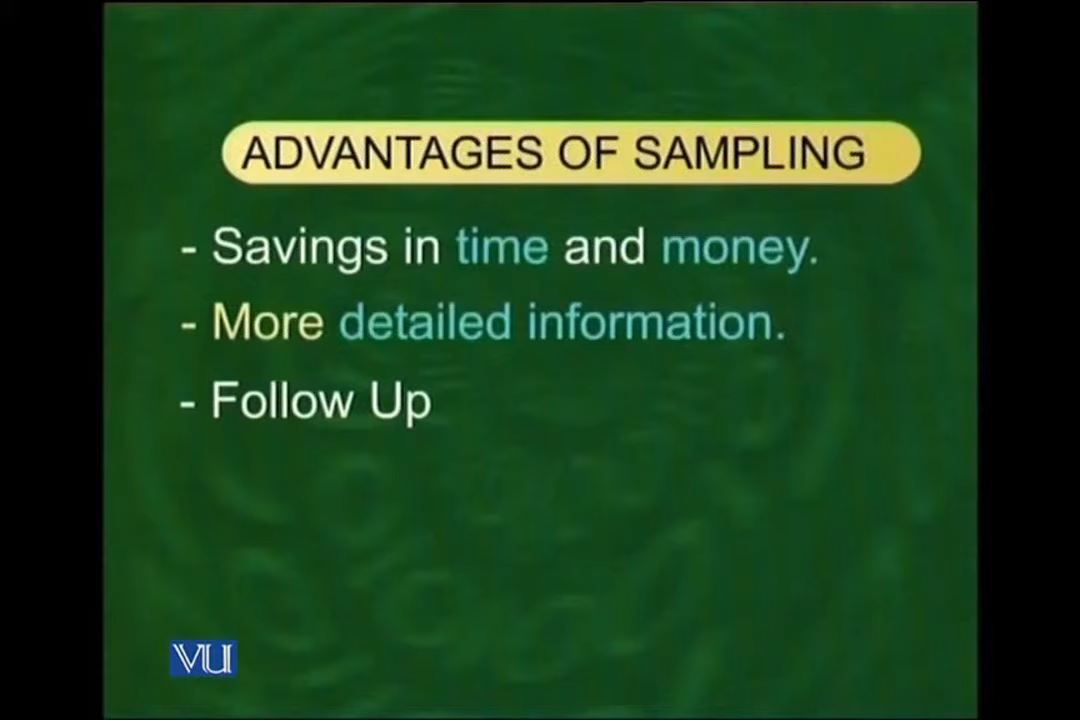 ADVANTAGES OF SAMPLING
- Savings in time and money.
- More detailed information.
- Follow Up
VU